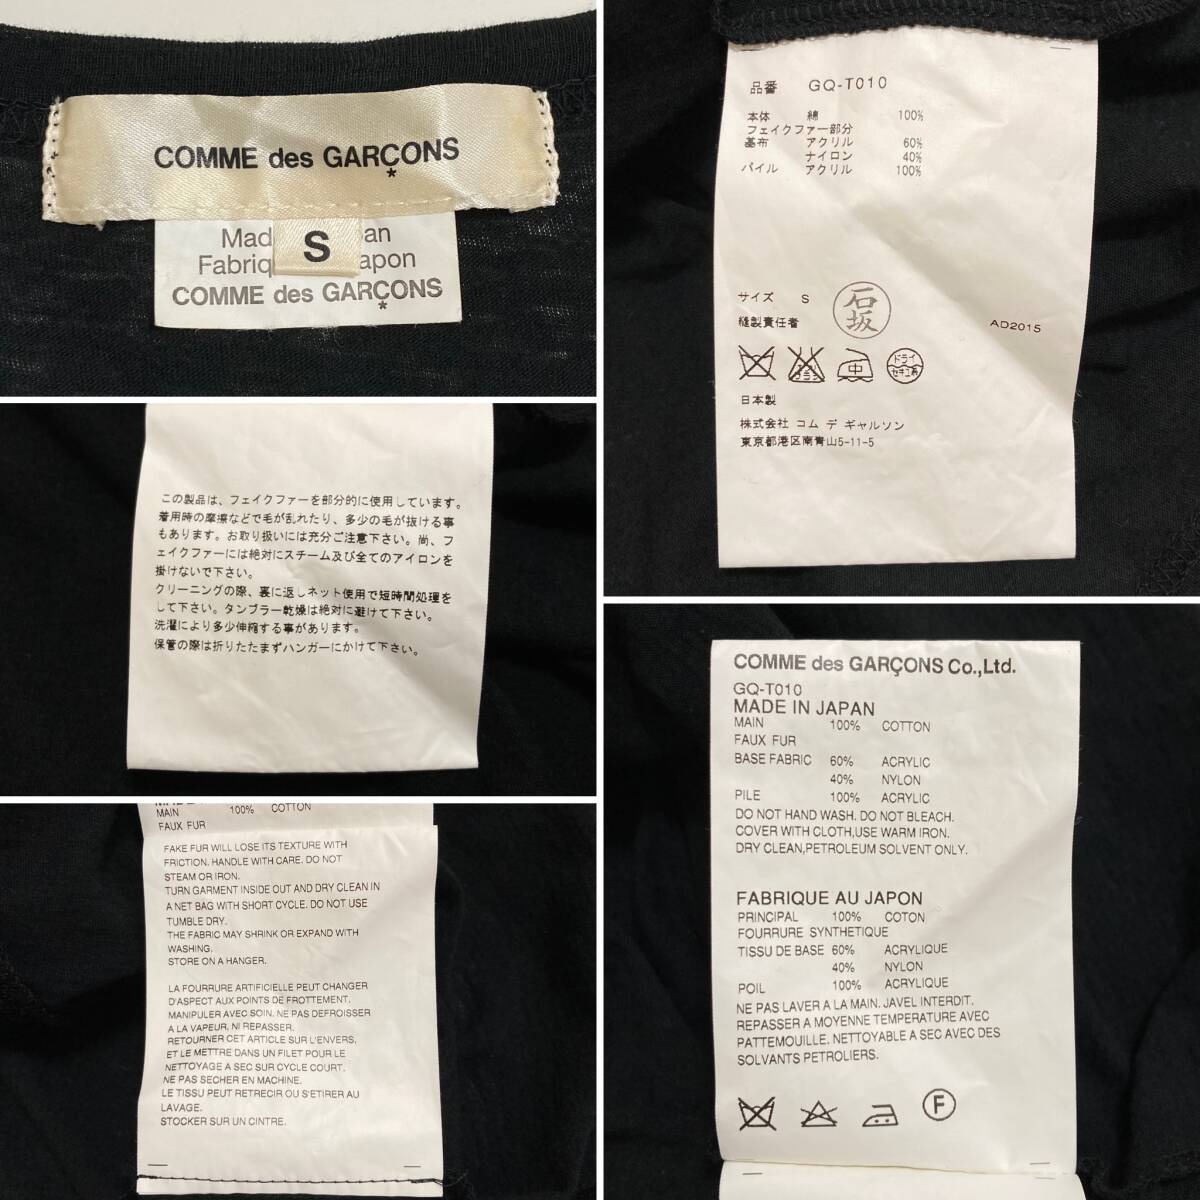 COMME des GARÇONS
*
S
Mad an
Fabriq apon
COMME des GARÇONS
*
品番 GQ-T010
本体 綿 100%
フェイクファー部分
基布 アクリル 60%
ナイロン 40%
パイル アクリル 100%
サイズ S
縫製責任者
石坂
AD2015
エンソ
サラシ
中
ドライ
セキユ系
日本製
株式会社 コム デ ギャルソン
東京都港区南青山5-11-5
この製品は、フェイクファーを部分的に使用しています。
着用時の摩擦などで毛が乱れたり、多少の毛が抜ける事
もあります。お取り扱いには充分ご注意下さい。尚、フ
ェイクファーには絶対にスチーム及び全てのアイロンを
掛けないで下さい。
クリーニングの際、裏に返しネット使用で短時間処理を
して下さい。タンブラー乾燥は絶対に避けて下さい。
洗濯により多少伸縮する事があります。
保管の際は折りたたまずハンガーにかけて下さい。
COMME des GARÇONS Co.,Ltd.
GQ-T010
MADE IN JAPAN
MAIN 100% COTTON
FAUX FUR
BASE FABRIC 60% ACRYLIC
40% NYLON
PILE 100% ACRYLIC
DO NOT HAND WASH. DO NOT BLEACH.
COVER WITH CLOTH,USE WARM IRON.
DRY CLEAN,PETROLEUM SOLVENT ONLY.
FABRIQUE AU JAPON
PRINCIPAL 100% COTON
FOURRURE SYNTHETIQUE
TISSU DE BASE 60% ACRYLIQUE
40% NYLON
POIL 100% ACRYLIQUE
NE PAS LAVER A LA MAIN. JAVEL INTERDIT.
REPASSER A MOYENNE TEMPERATURE AVEC
PATTEMOUILLE. NETTOYABLE A SEC AVEC DES
SOLVANTS PETROLIERS.
F
MAIN 100% COTTON
FAUX FUR
FAKE FUR WILL LOSE ITS TEXTURE WITH
FRICTION. HANDLE WITH CARE. DO NOT
STEAM OR IRON.
TURN GARMENT INSIDE OUT AND DRY CLEAN IN
A NET BAG WITH SHORT CYCLE. DO NOT USE
TUMBLE DRY.
THE FABRIC MAY SHRINK OR EXPAND WITH
WASHING.
STORE ON A HANGER.
LA FOURRURE ARTIFICIELLE PEUT CHANGER
D'ASPECT AUX POINTS DE FROTTEMENT.
MANIPULER AVEC SOIN. NE PAS DEFROISSER
A LA VAPEUR, NI REPASSER.
RETOURNER CET ARTICLE SUR L'ENVERS,
ET LE METTRE DANS UN FILET POUR LE
NETTOYAGE A SEC SUR CYCLE COURT.
NE PAS SECHER EN MACHINE.
LE TISSU PEUT RETRECIR OU S'ETIRER AU
LAVAGE.
STOCKER SUR UN CINTRE.